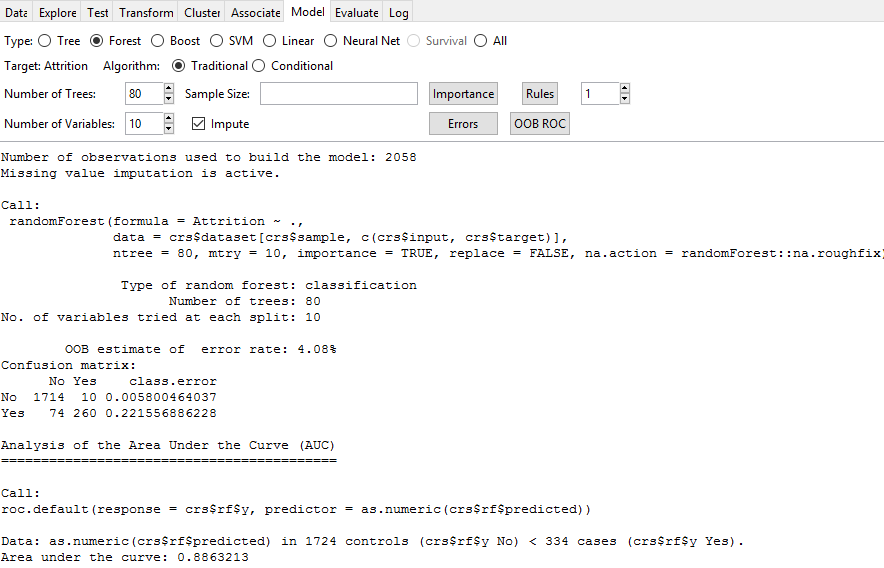 Data Explore Test Transform Cluster Associate Model Evaluate Log
Type: Tree Forest Boost SVM Linear Neural Net Survival All
Target: Attrition Algorithm: Traditional Conditional
Number of Trees: 80 Sample Size: Importance Rules 1
Number of Variables: 10 Impute Errors OOB ROC
Number of observations used to build the model: 2058
Missing value imputation is active.
Call:
randomForest(formula = Attrition ~ .,
data = crs$dataset[crs$sample, c(crs$input, crs$target)],
ntree = 80, mtry = 10, importance = TRUE, replace = FALSE, na.action = randomForest::na.roughfix)
Type of random forest: classification
Number of trees: 80
No. of variables tried at each split: 10
OOB estimate of  error rate: 4.08%
Confusion matrix:
No Yes class.error
No 1714 10 0.005800464037
Yes 74 260 0.221556886228
Analysis of the Area Under the Curve (AUC)
==========================================
Call:
roc.default(response = crs$rf$y, predictor = as.numeric(crs$rf$predicted))
Data: as.numeric(crs$rf$predicted) in 1724 controls (crs$rf$y No) < 334 cases (crs$rf$y Yes).
Area under the curve: 0.8863213